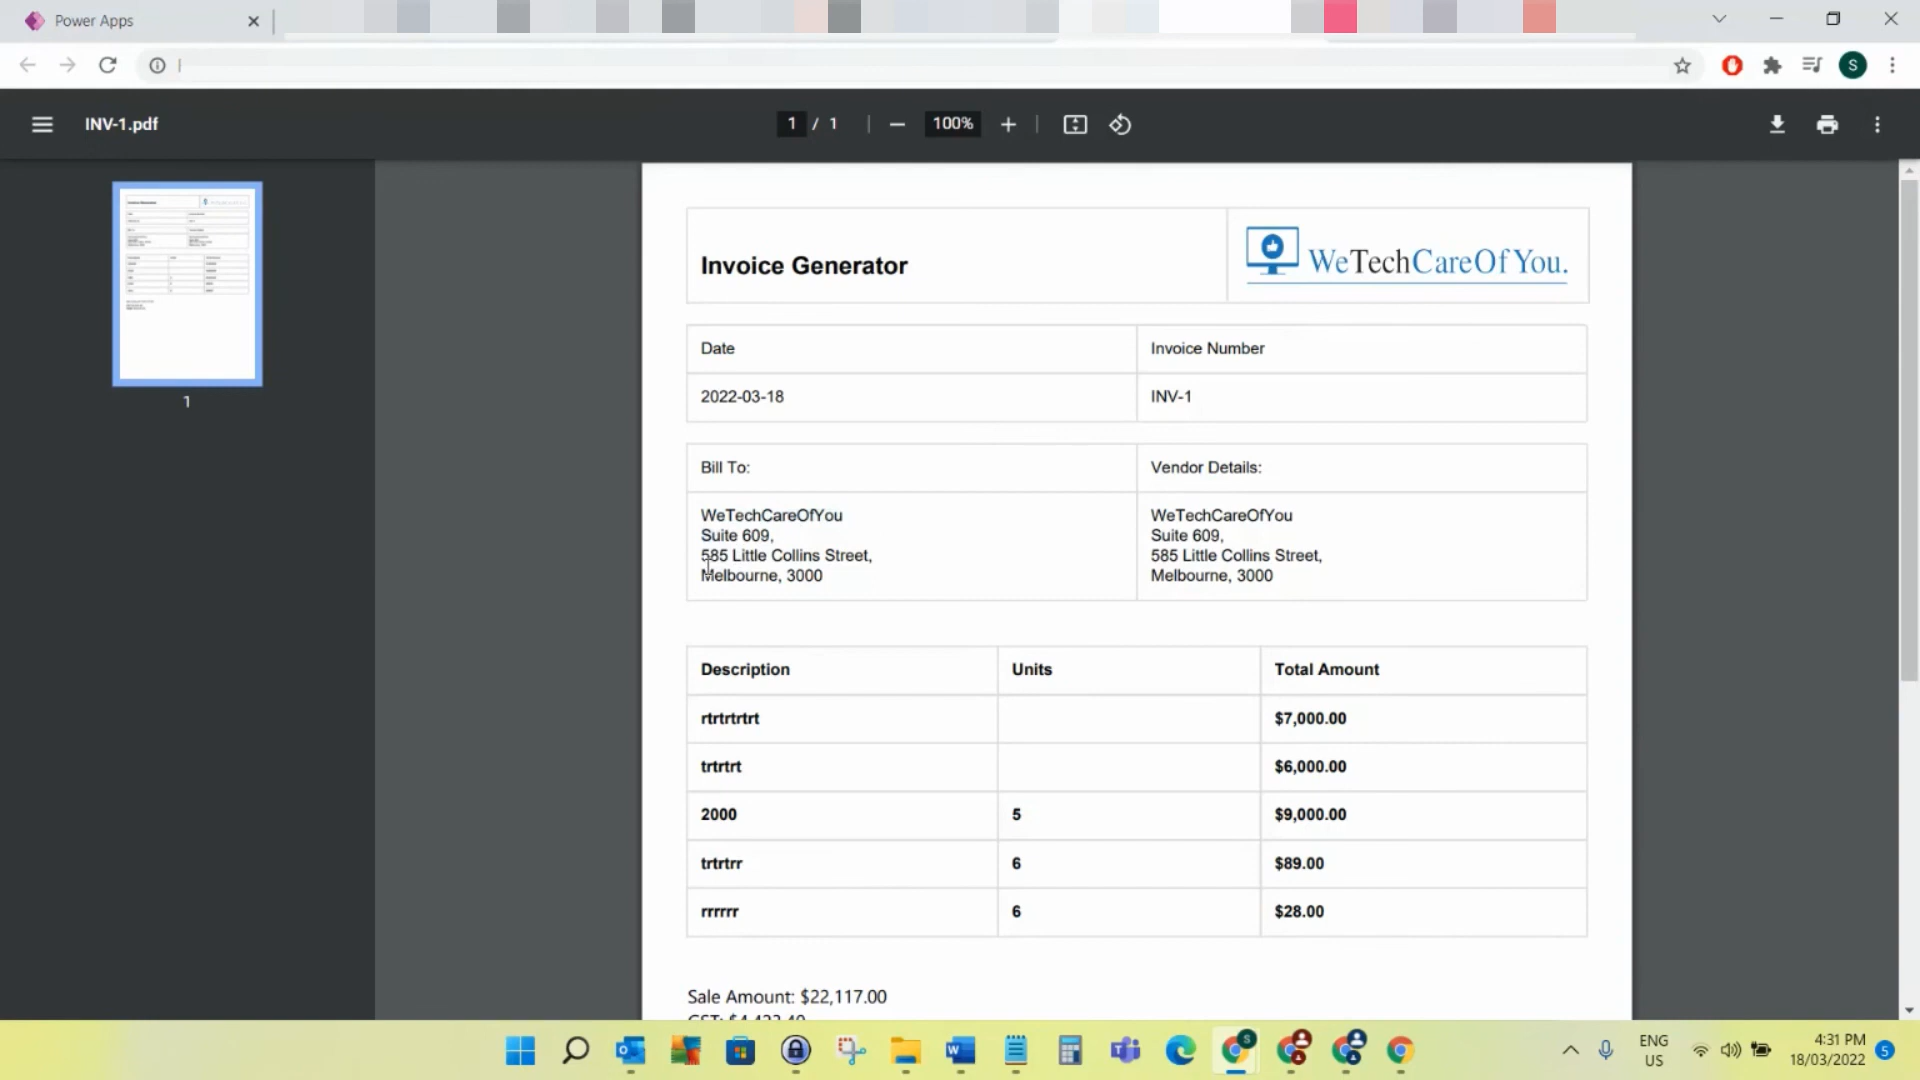 Power Apps
S
INV-1.pdf
1 / 1
100%
1
Invoice Generator
WeTechCareOfYou.
Date
Invoice Number
2022-03-18
INV-1
Bill To:
Vendor Details:
WeTechCareOfYou
Suite 609,
585 Little Collins Street,
Melbourne, 3000
WeTechCareOfYou
Suite 609,
585 Little Collins Street,
Melbourne, 3000
Description Units Total Amount
rtrtrtrtrt $7,000.00
trtrtrt $6,000.00
2000 5 $9,000.00
trtrtrr 6 $89.00
rrrrrr 6 $28.00
Sale Amount: $22,117.00
ENG
US
4:31 PM
18/03/2022
5